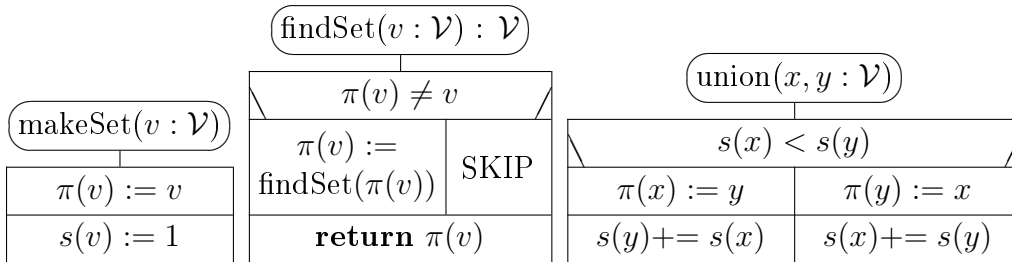 makeSet(v : 𝒱)
π(v) := v
s(v) := 1
findSet(v : 𝒱) : 𝒱
π(v) ≠ v
π(v) :=
findSet(π(v))
SKIP
return π(v)
union(x, y : 𝒱)
s(x) < s(y)
π(x) := y
π(y) := x
s(y)+= s(x)
s(x)+= s(y)